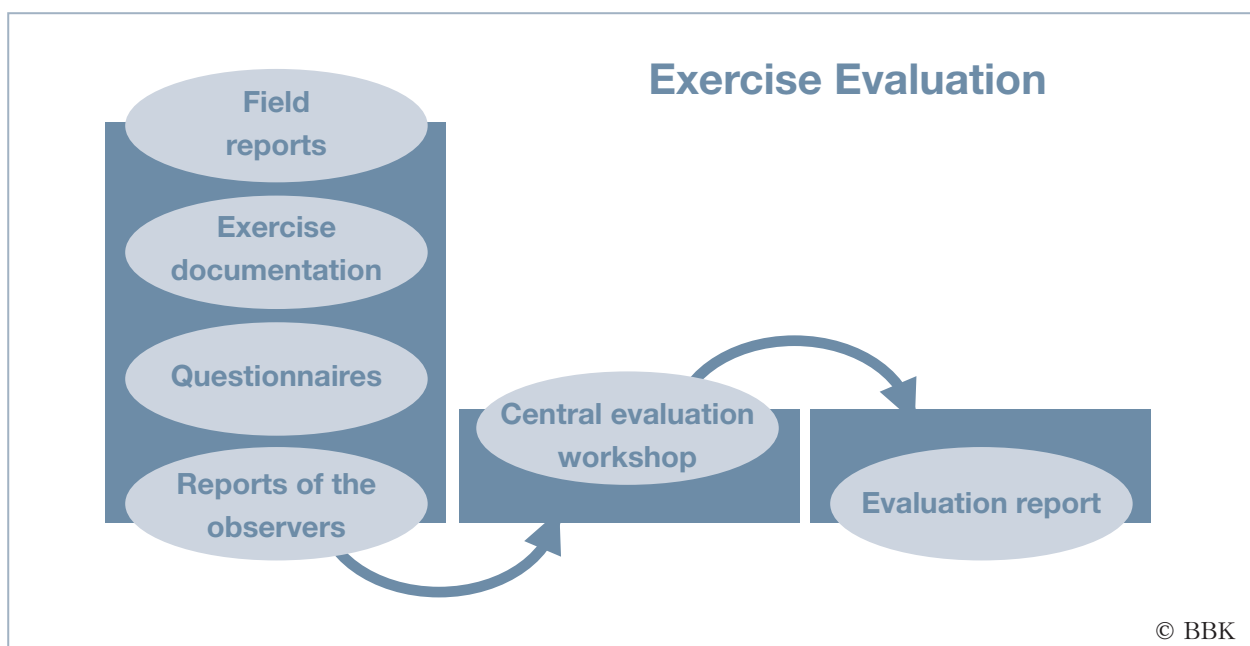 Exercise Evaluation
Field
reports
Exercise
documentation
Questionnaires
Reports of the
observers
Central evaluation
workshop
Evaluation report
© BBK